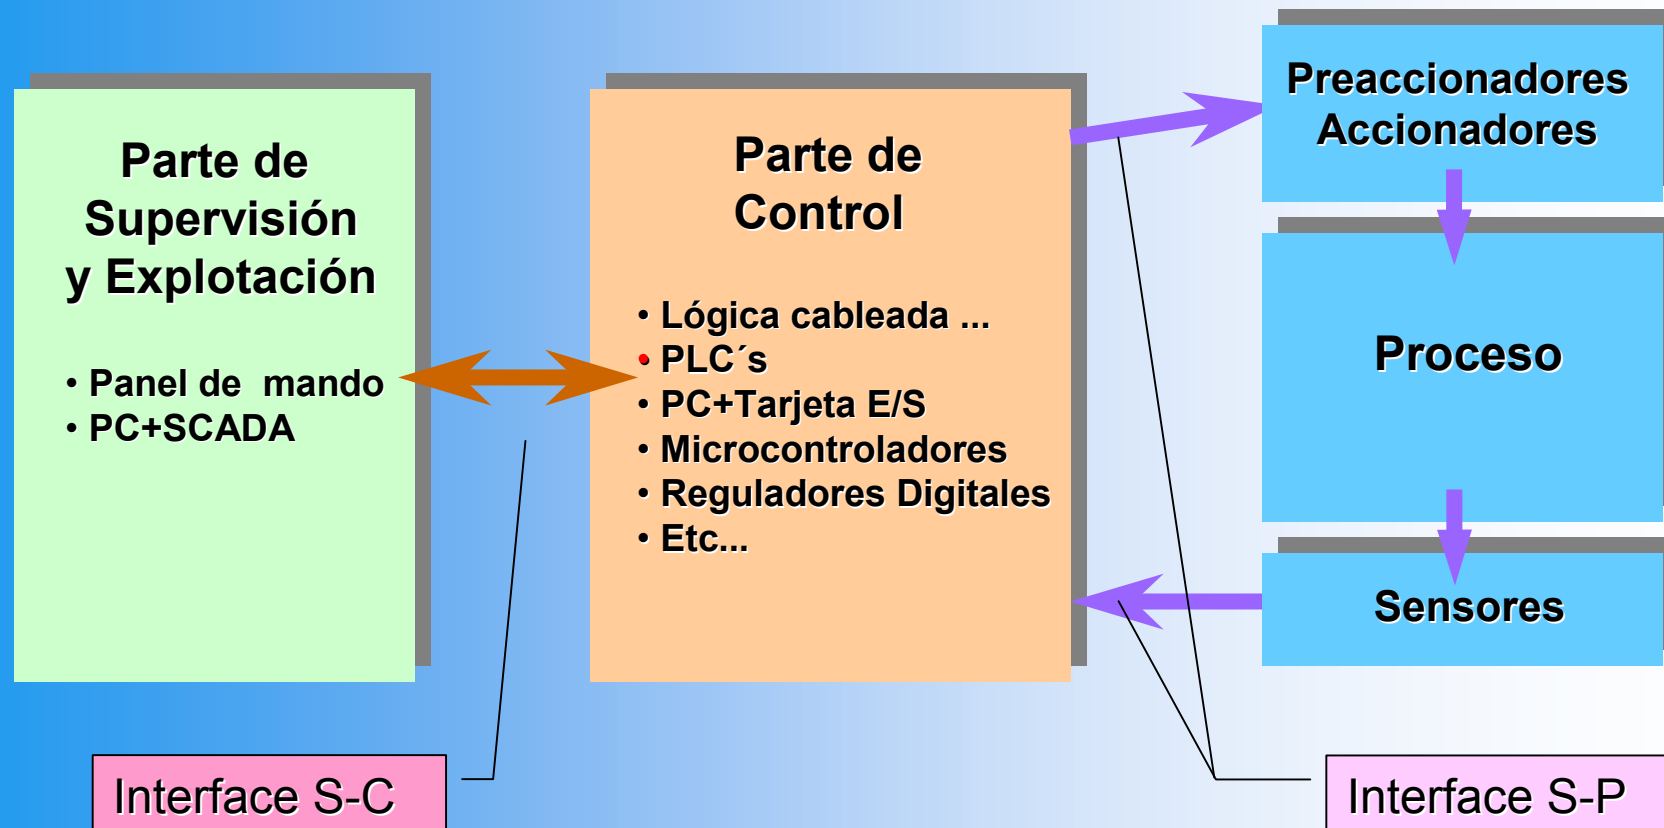 Parte de
Supervisión
y Explotación
• Panel de mando
• PC+SCADA
Parte de
Control
• Lógica cableada ...
• PLC´s
• PC+Tarjeta E/S
• Microcontroladores
• Reguladores Digitales
• Etc...
Preaccionadores
Accionadores
Proceso
Sensores
Interface S-C
Interface S-P